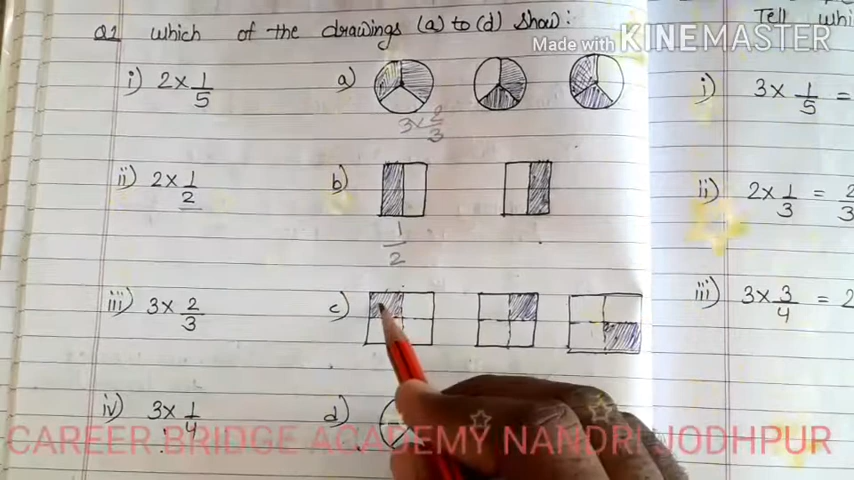 Q1 which of the drawings (a) to (d) show:
Made with KINEMASTER
i) 2×1/5
a)
3×2/3
ii) 2×1/2
b)
1/2
iii) 3×2/3
c)
iv) 3×1/4
d)
Tell
i) 3×1/5 =
ii) 2×1/3 = 2/3
iii) 3×3/4 =
CAREER BRIDGE ACADEMY, NANDRI JODHPUR